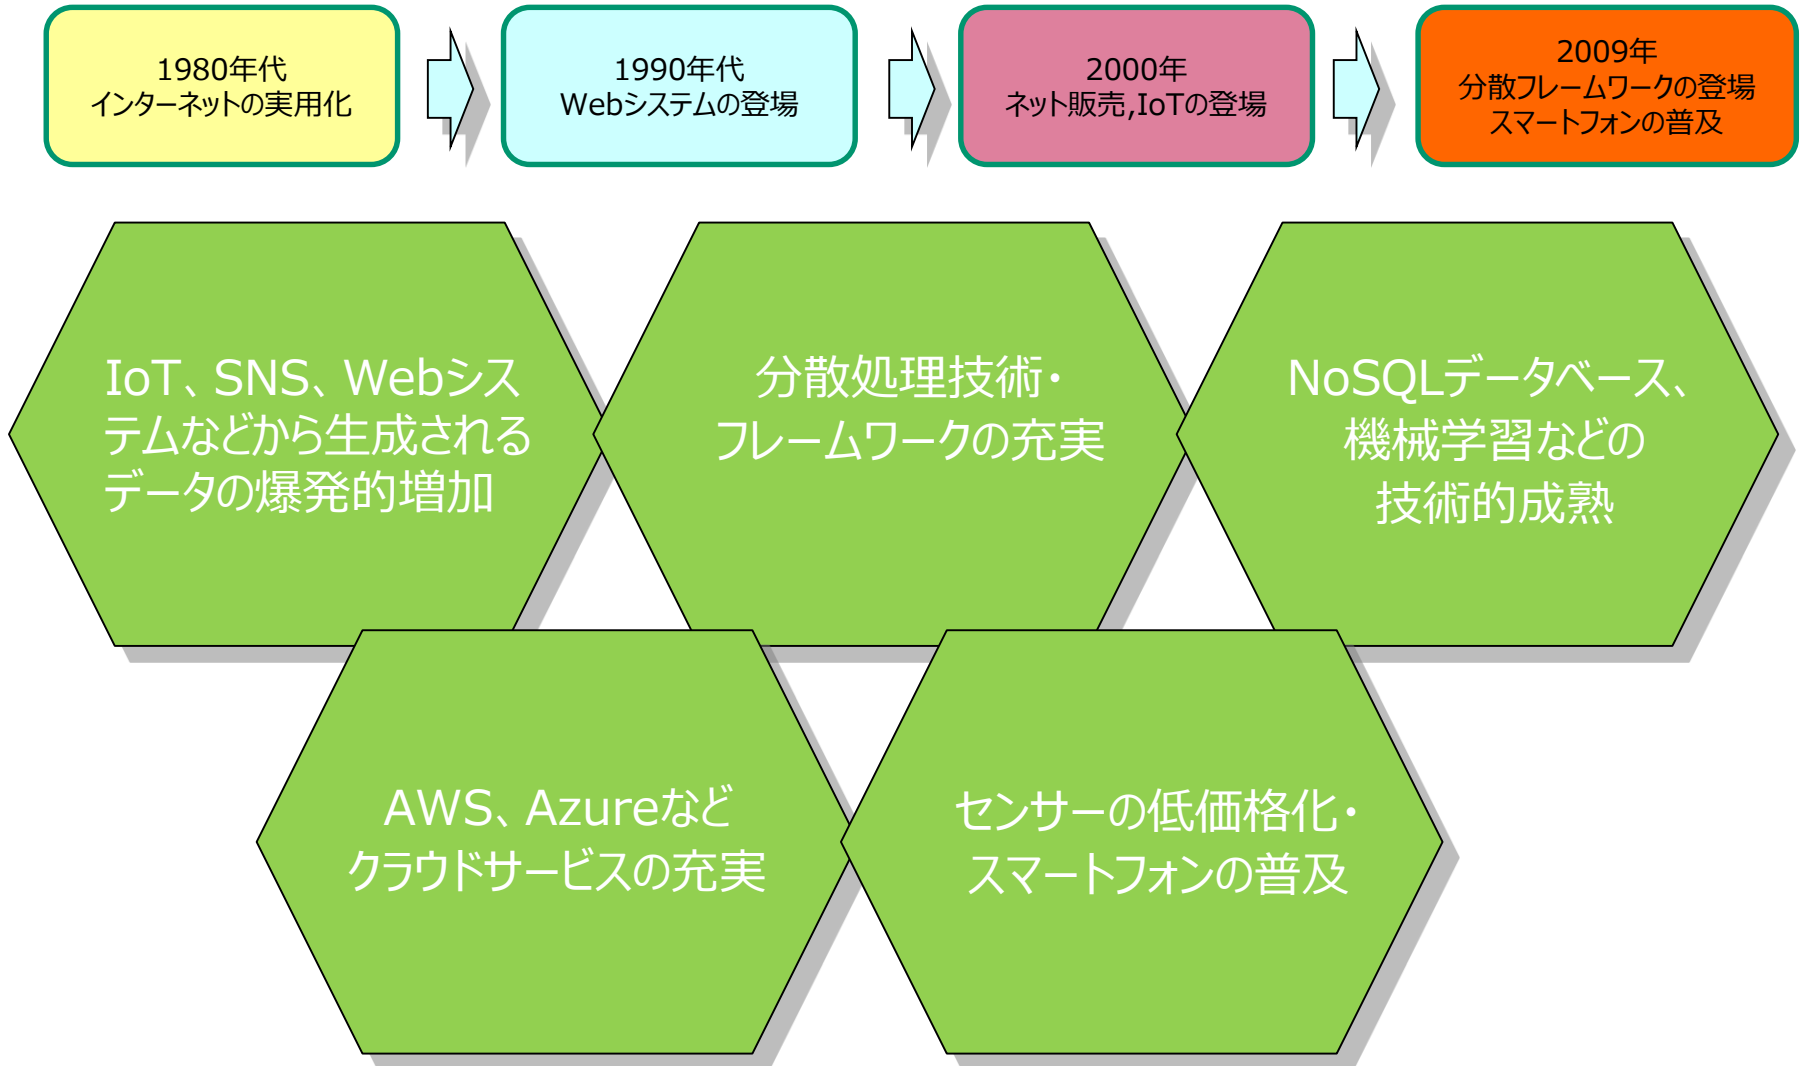 1980年代
インターネットの実用化
1990年代
Webシステムの登場
2000年
ネット販売,IoTの登場
2009年
分散フレームワークの登場
スマートフォンの普及
IoT、SNS、Webシス
テムなどから生成される
データの爆発的増加
分散処理技術・
フレームワークの充実
NoSQLデータベース、
機械学習などの
技術的成熟
AWS、Azureなど
クラウドサービスの充実
センサーの低価格化・
スマートフォンの普及